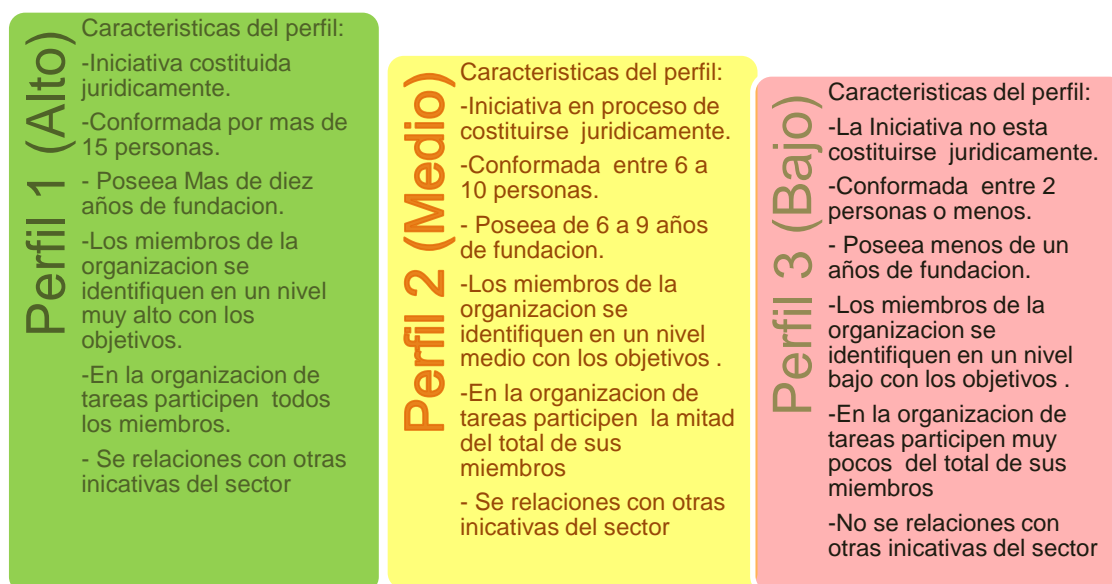 Perfil 1 (Alto)
Caracteristicas del perfil:
-Iniciativa costituida
juridicamente.
-Conformada por mas de
15 personas.
- Poseea Mas de diez
años de fundacion.
-Los miembros de la
organizacion se
identifiquen en un nivel
muy alto con los
objetivos.
-En la organizacion de
tareas participen todos
los miembros.
- Se relaciones con otras
inicativas del sector
Perfil 2 (Medio)
Caracteristicas del perfil:
-Iniciativa en proceso de
costituirse juridicamente.
-Conformada entre 6 a
10 personas.
- Poseea de 6 a 9 años
de fundacion.
-Los miembros de la
organizacion se
identifiquen en un nivel
medio con los objetivos .
-En la organizacion de
tareas participen la mitad
del total de sus
miembros
- Se relaciones con otras
inicativas del sector
Perfil 3 (Bajo)
Caracteristicas del perfil:
-La Iniciativa no esta
costituirse juridicamente.
-Conformada entre 2
personas o menos.
- Poseea menos de un
años de fundacion.
-Los miembros de la
organizacion se
identifiquen en un nivel
bajo con los objetivos .
-En la organizacion de
tareas participen muy
pocos del total de sus
miembros
-No se relaciones con
otras inicativas del sector